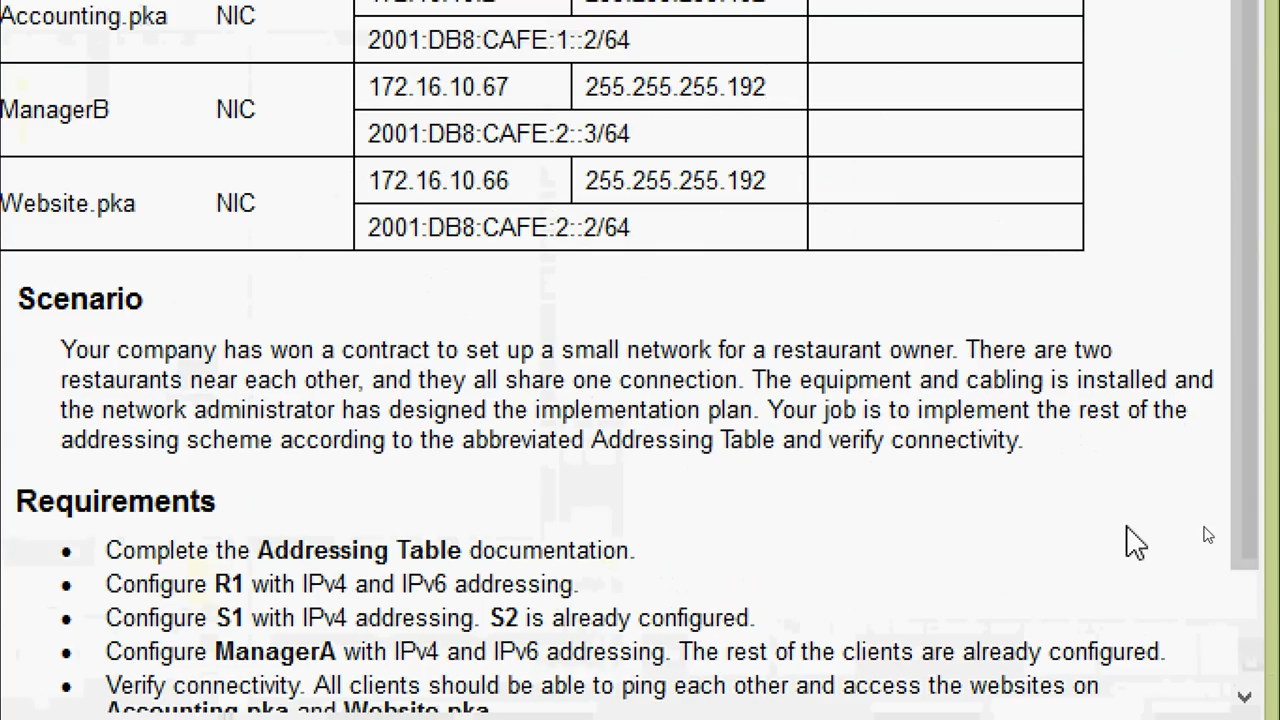 Accounting.pka NIC
2001:DB8:CAFE:1::2/64
172.16.10.67 255.255.255.192
ManagerB NIC
2001:DB8:CAFE:2::3/64
172.16.10.66 255.255.255.192
Website.pka NIC
2001:DB8:CAFE:2::2/64
Scenario
Your company has won a contract to set up a small network for a restaurant owner. There are two
restaurants near each other, and they all share one connection. The equipment and cabling is installed and
the network administrator has designed the implementation plan. Your job is to implement the rest of the
addressing scheme according to the abbreviated Addressing Table and verify connectivity.
Requirements
• Complete the Addressing Table documentation.
• Configure R1 with IPv4 and IPv6 addressing.
• Configure S1 with IPv4 addressing. S2 is already configured.
• Configure ManagerA with IPv4 and IPv6 addressing. The rest of the clients are already configured.
• Verify connectivity. All clients should be able to ping each other and access the websites on
Accounting.pka and Website.pka.